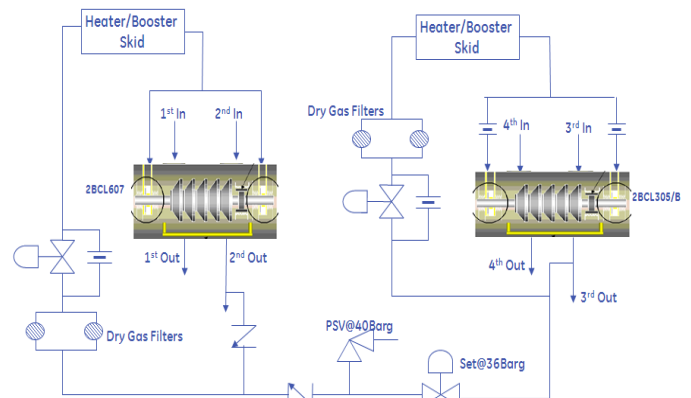 Heater/Booster
Skid
Heater/Booster
Skid
1st In
2nd In
Dry Gas Filters
4th In
3rd In
2BCL607
2BCL305/B
1st Out
2nd Out
4th Out
3rd Out
Dry Gas Filters
PSV@40Barg
Set@36Barg